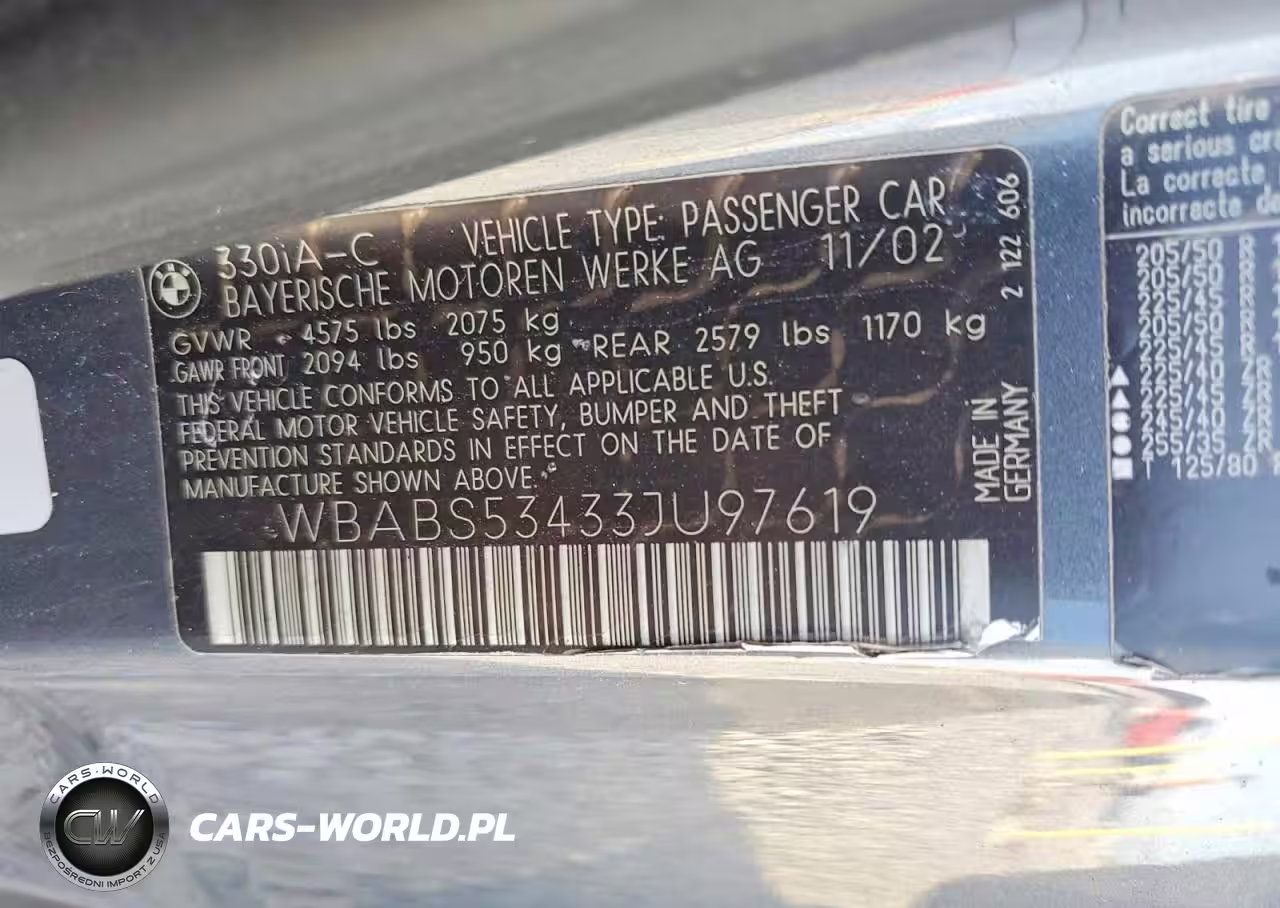 330iA-C VEHICLE TYPE: PASSENGER CAR
BAYERISCHE MOTOREN WERKE AG 11/02
GVWR 4575 lbs 2075 kg
GAWR FRONT 2094 lbs 950 kg REAR 2579 lbs 1170 kg
THIS VEHICLE CONFORMS TO ALL APPLICABLE U.S.
FEDERAL MOTOR VEHICLE SAFETY, BUMPER AND THEFT
PREVENTION STANDARDS IN EFFECT ON THE DATE OF
MANUFACTURE SHOWN ABOVE.
WBABS53433JU97619
2 122 606
MADE IN
GERMANY
Correct tire
a serious
La correcte
incorrecte
205/50 R
205/50 R
225/45 R
205/50 R
225/45 R
225/40 ZR
225/45 ZR
245/40 ZR
255/35 ZR
T 125/80
CARS-WORLD
CW
BEZPOŚREDNI IMPORT Z USA
CARS-WORLD.PL